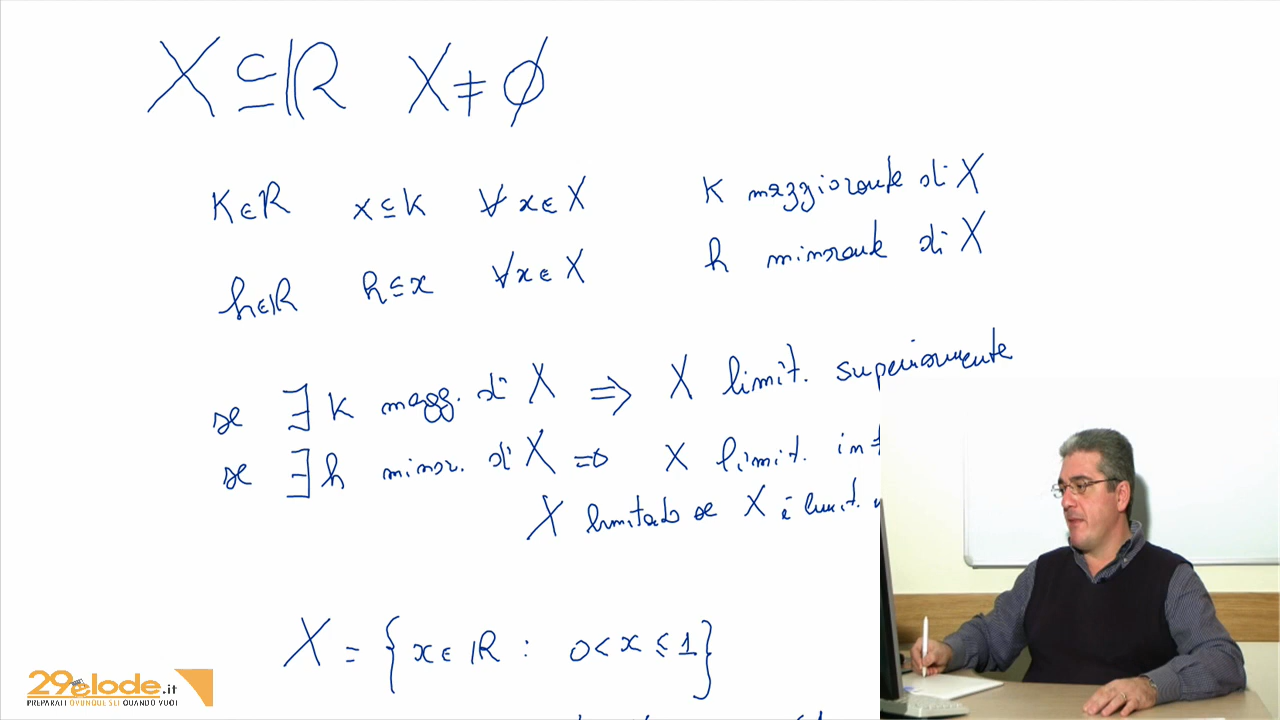 X ⊆ ℝ X ≠ ∅
K ∈ ℝ x ≤ k ∀ x ∈ X k maggiorante di X
h ∈ ℝ h ≤ x ∀ x ∈ X h minorante di X
se ∃ k magg. di X ⇒ X limit. superiormente
se ∃ h minor. di X ⇒ X limit. inf
X limitato se X è limit.
X = { x ∈ ℝ : 0 < x ≤ 1 }
29elode.it
PREPARATI OVUNQUE SEI QUANDO VUOI